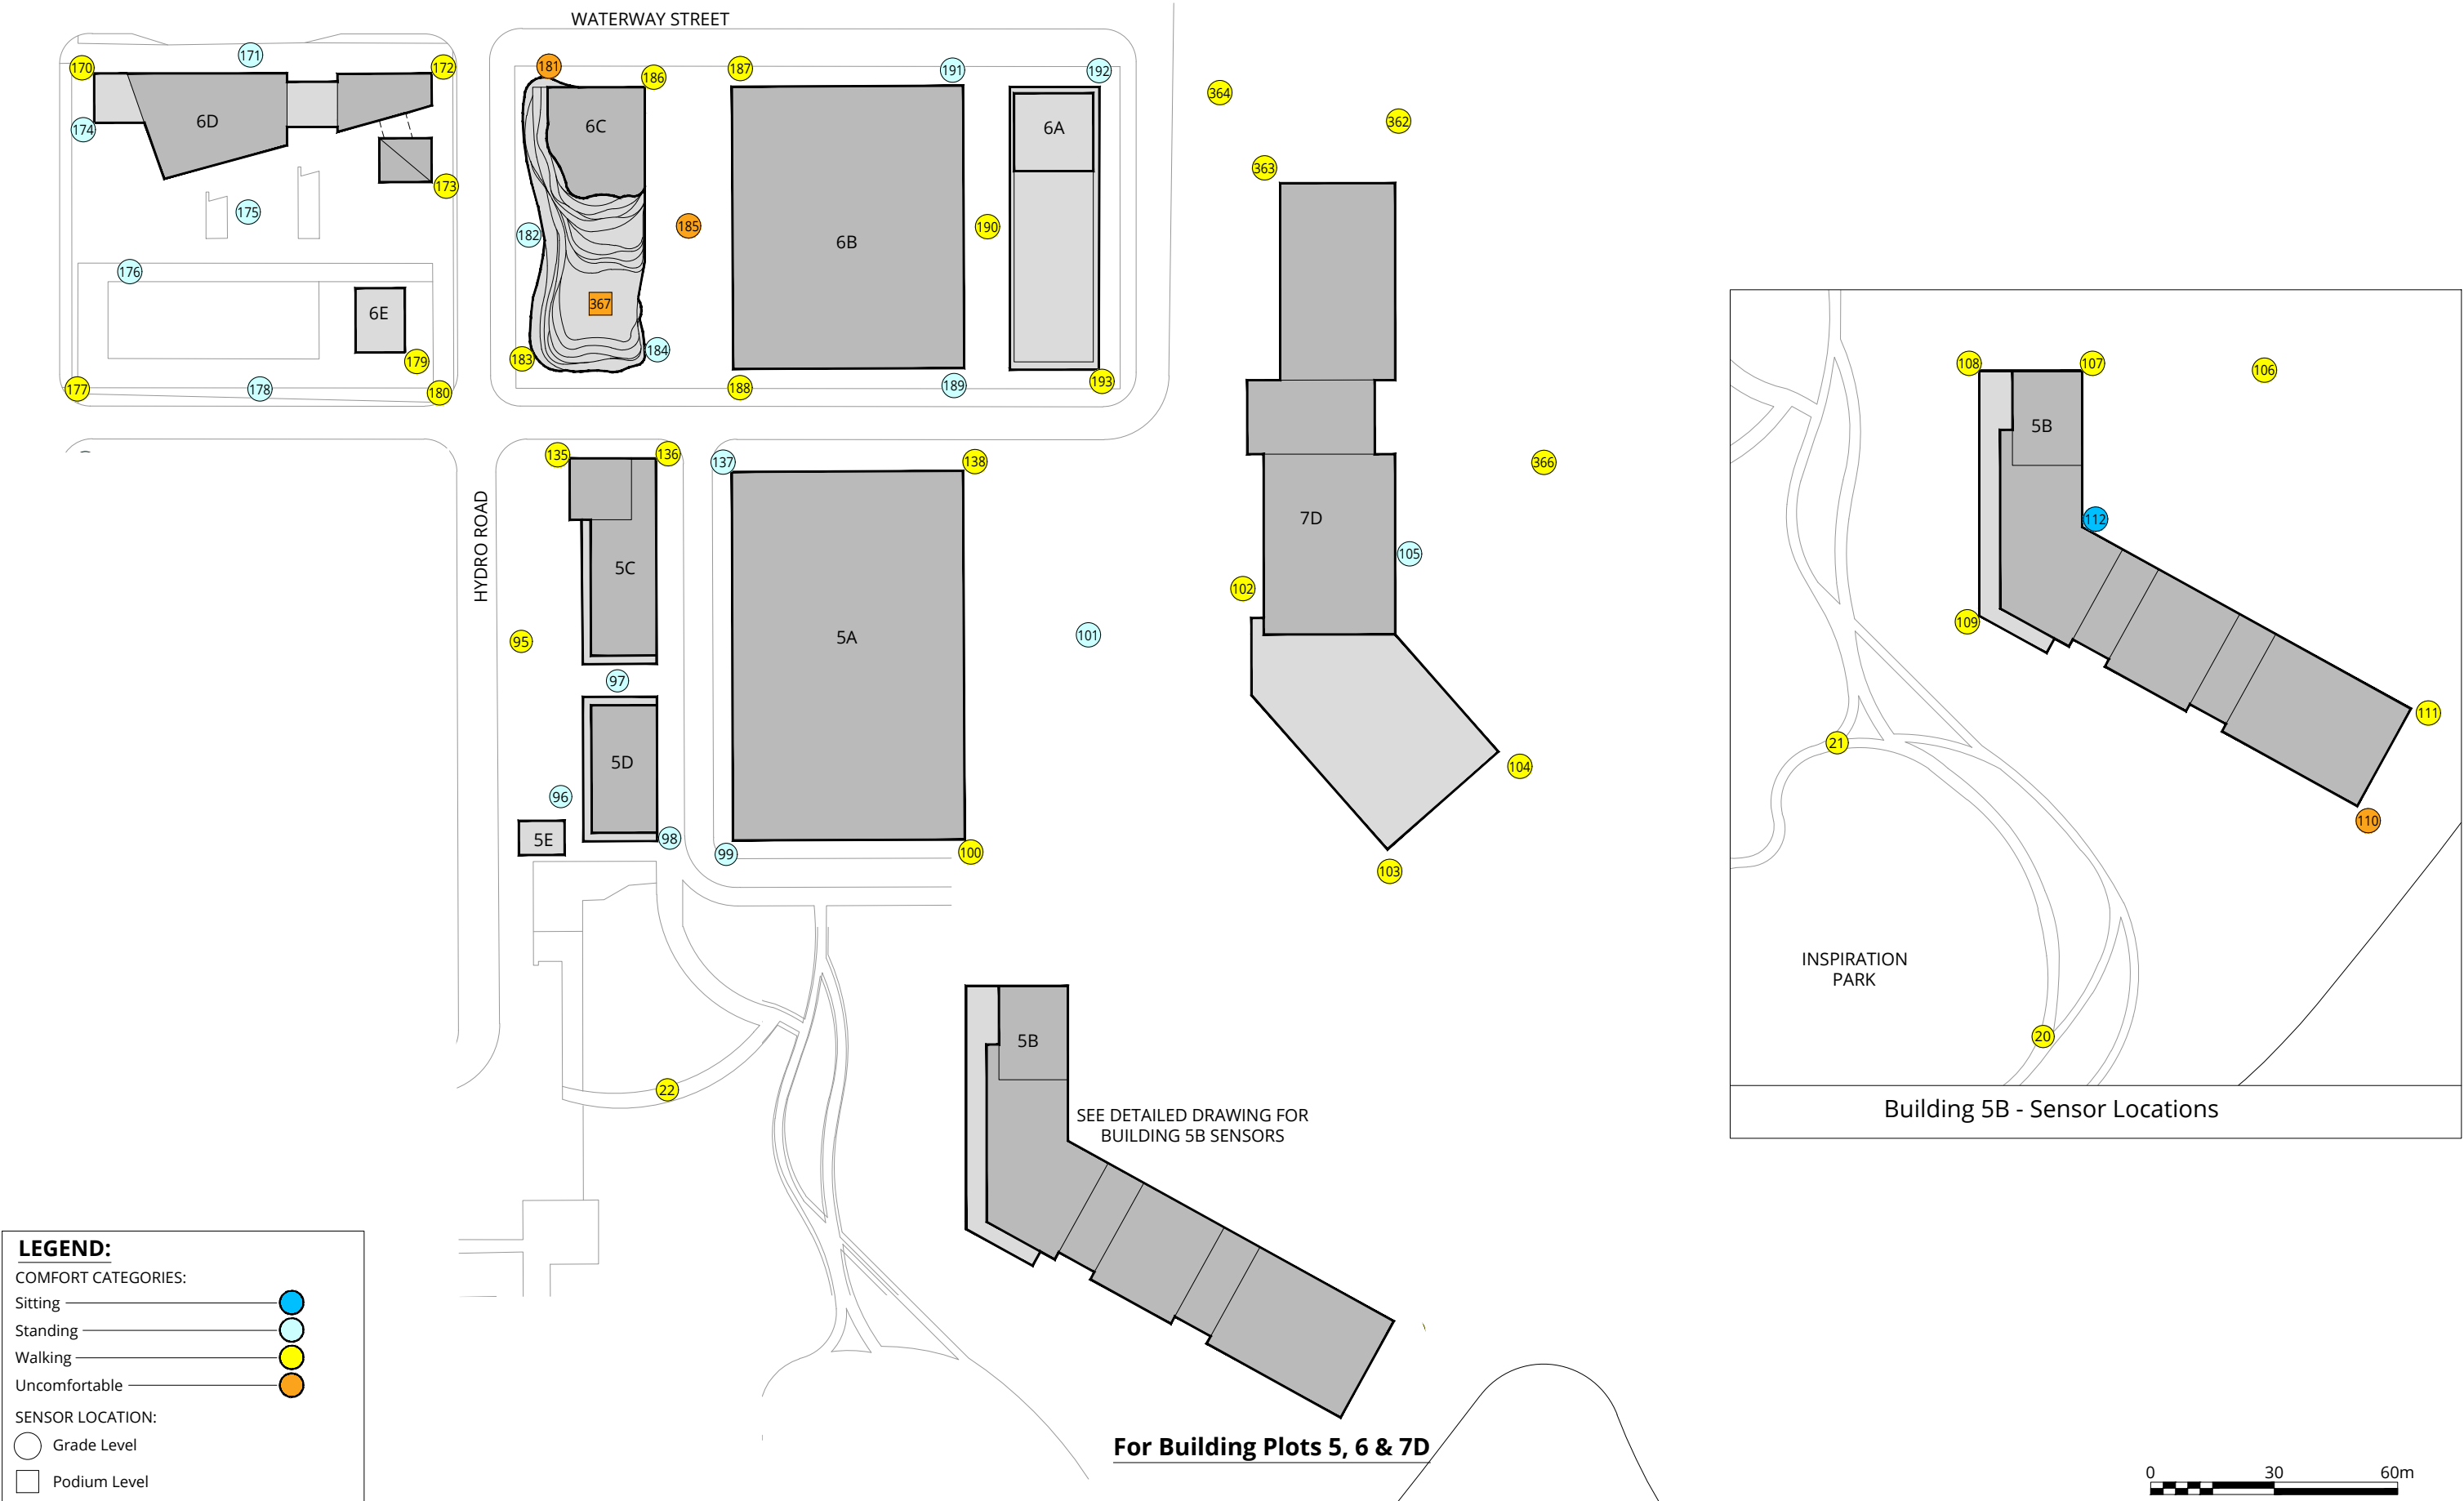 WATERWAY STREET
171
170
172
181
186
187
191
192
364
362
6D
174
6C
6A
363
173
175
182
185
6B
190
176
6E
367
183
184
179
177
178
180
188
189
193
135
136
137
138
366
HYDRO ROAD
7D
5C
105
102
95
5A
101
97
5D
104
96
5E
98
99
100
103
22
5B
SEE DETAILED DRAWING FOR
BUILDING 5B SENSORS
108
107
106
5B
112
109
111
21
110
INSPIRATION
PARK
20
Building 5B - Sensor Locations
LEGEND:
COMFORT CATEGORIES:
Sitting
Standing
Walking
Uncomfortable
SENSOR LOCATION:
Grade Level
Podium Level
For Building Plots 5, 6 & 7D
0 30 60m